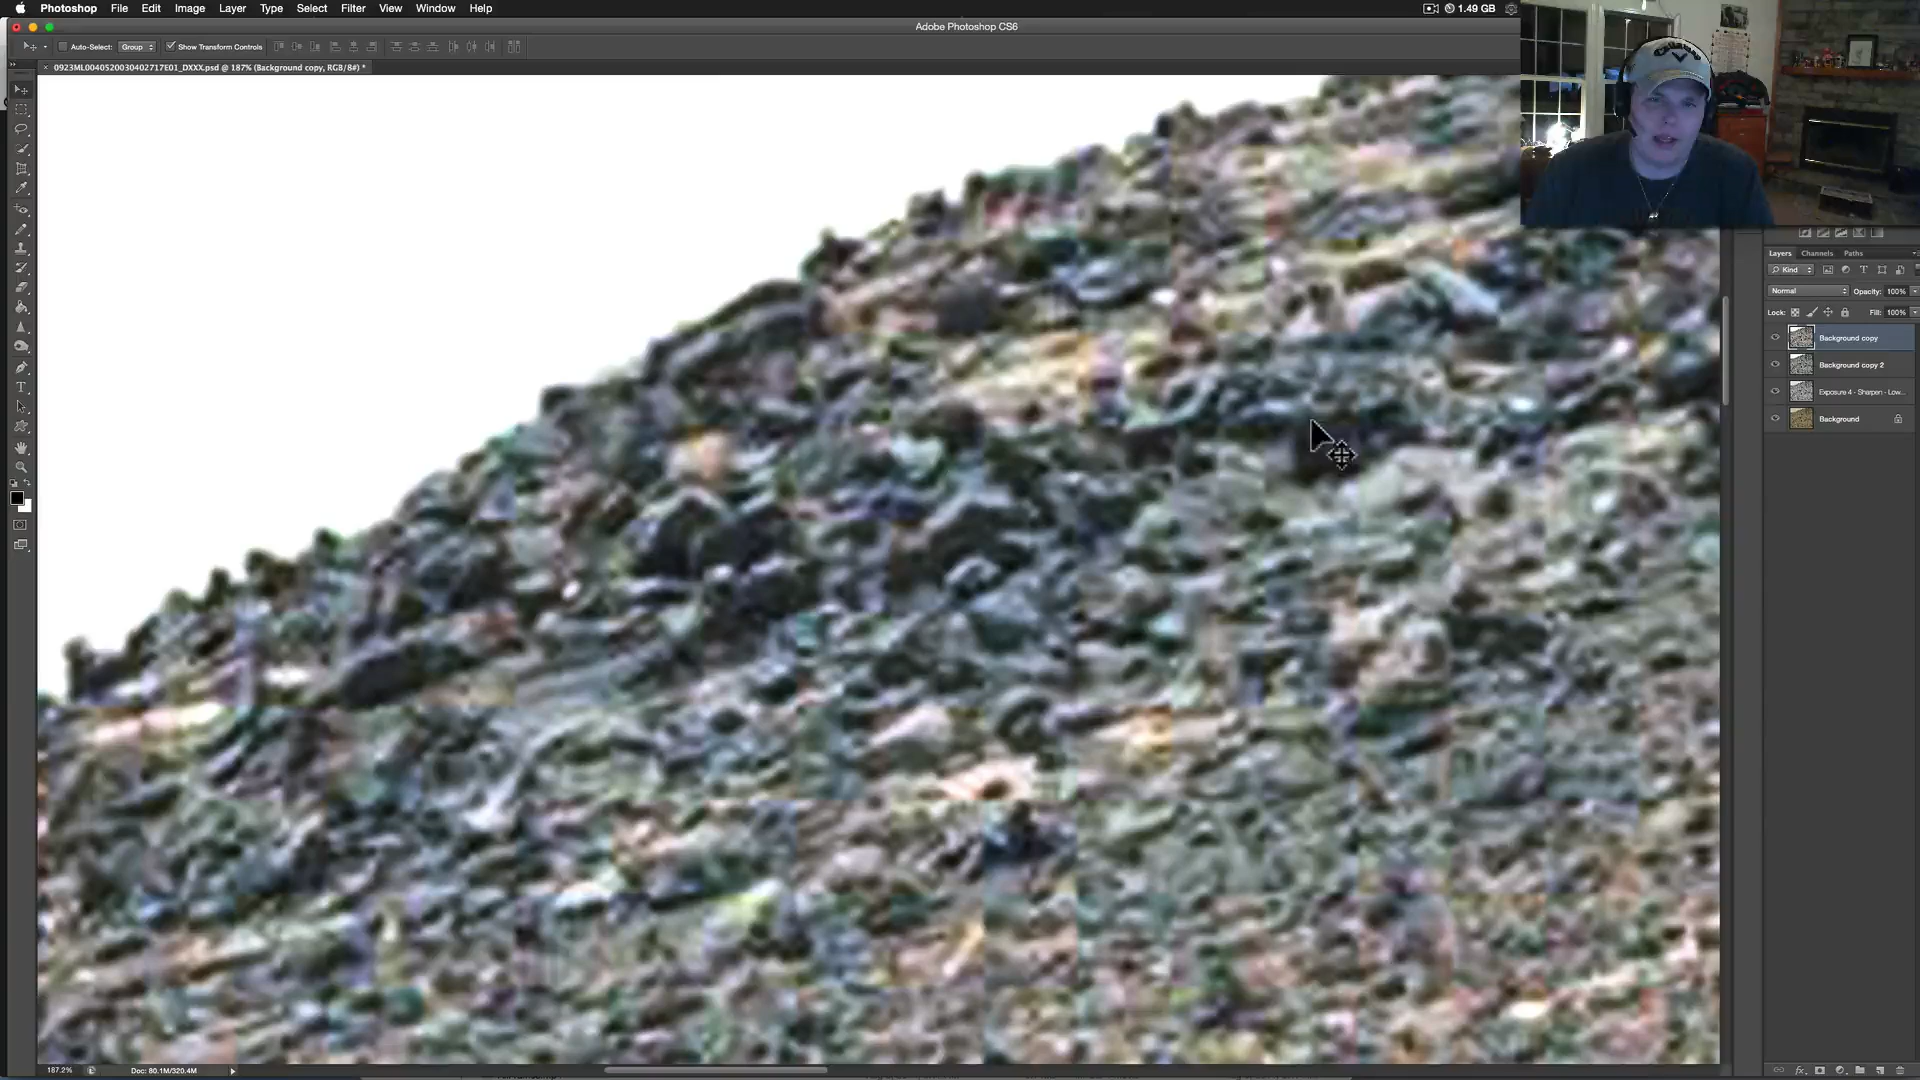 Photoshop File Edit Image Layer Type Select Filter View Window Help
1.49 GB
Adobe Photoshop CS6
Auto-Select: Group Show Transform Controls
0923ML0040520030402717E01_DXXX.psd @ 187% (Background copy, RGB/8#) *
Callaway
Layers Channels Paths
Kind
Normal Opacity: 100%
Lock: Fill: 100%
Background copy
Background copy 2
Exposure 4 - Sharpen - Low...
Background
187.2% Doc: 80.1M/320.4M